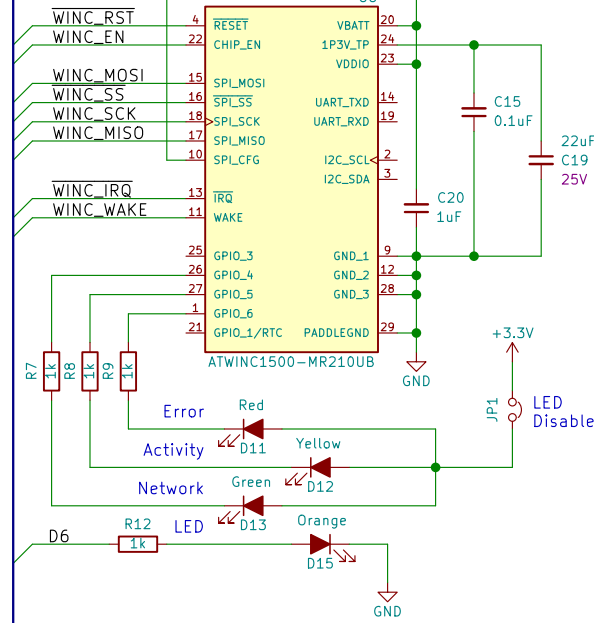 WINC_RST
WINC_EN
WINC_MOSI
WINC_SS
WINC_SCK
WINC_MISO
WINC_IRQ
WINC_WAKE
4 RESET
22 CHIP_EN
15 SPI_MOSI
16 SPI_SS
18 SPI_SCK
17 SPI_MISO
10 SPI_CFG
13 IRQ
11 WAKE
25 GPIO_3
26 GPIO_4
27 GPIO_5
1 GPIO_6
21 GPIO_1/RTC
VBATT 20
1P3V_TP 24
VDDIO 23
UART_TXD 14
UART_RXD 19
I2C_SCL 2
I2C_SDA 3
GND_1 9
GND_2 12
GND_3 28
PADDLEGND 29
ATWINC1500-MR210UB
C15
0.1uF
22uF
C19
25V
C20
1uF
GND
R7 1k
R8 1k
R9 1k
+3.3V
JP1
LED
Disable
Error
Red
D11
Activity
Yellow
D12
Network
Green
D13
LED
D6
R12
1k
Orange
D15
GND